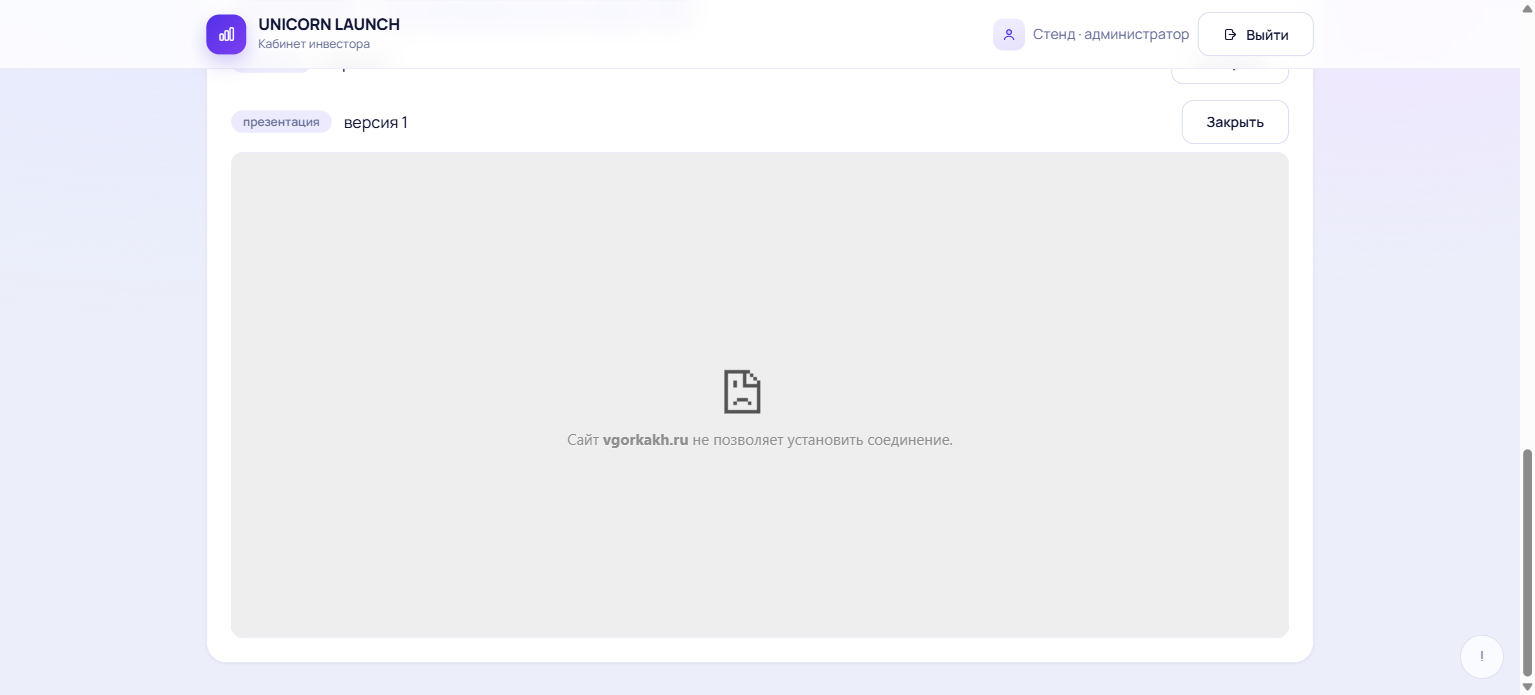 UNICORN LAUNCH
Кабинет инвестора
Стенд · администратор
Выйти
презентация
версия 1
Закрыть
Сайт vgorkakh.ru не позволяет установить соединение.
!